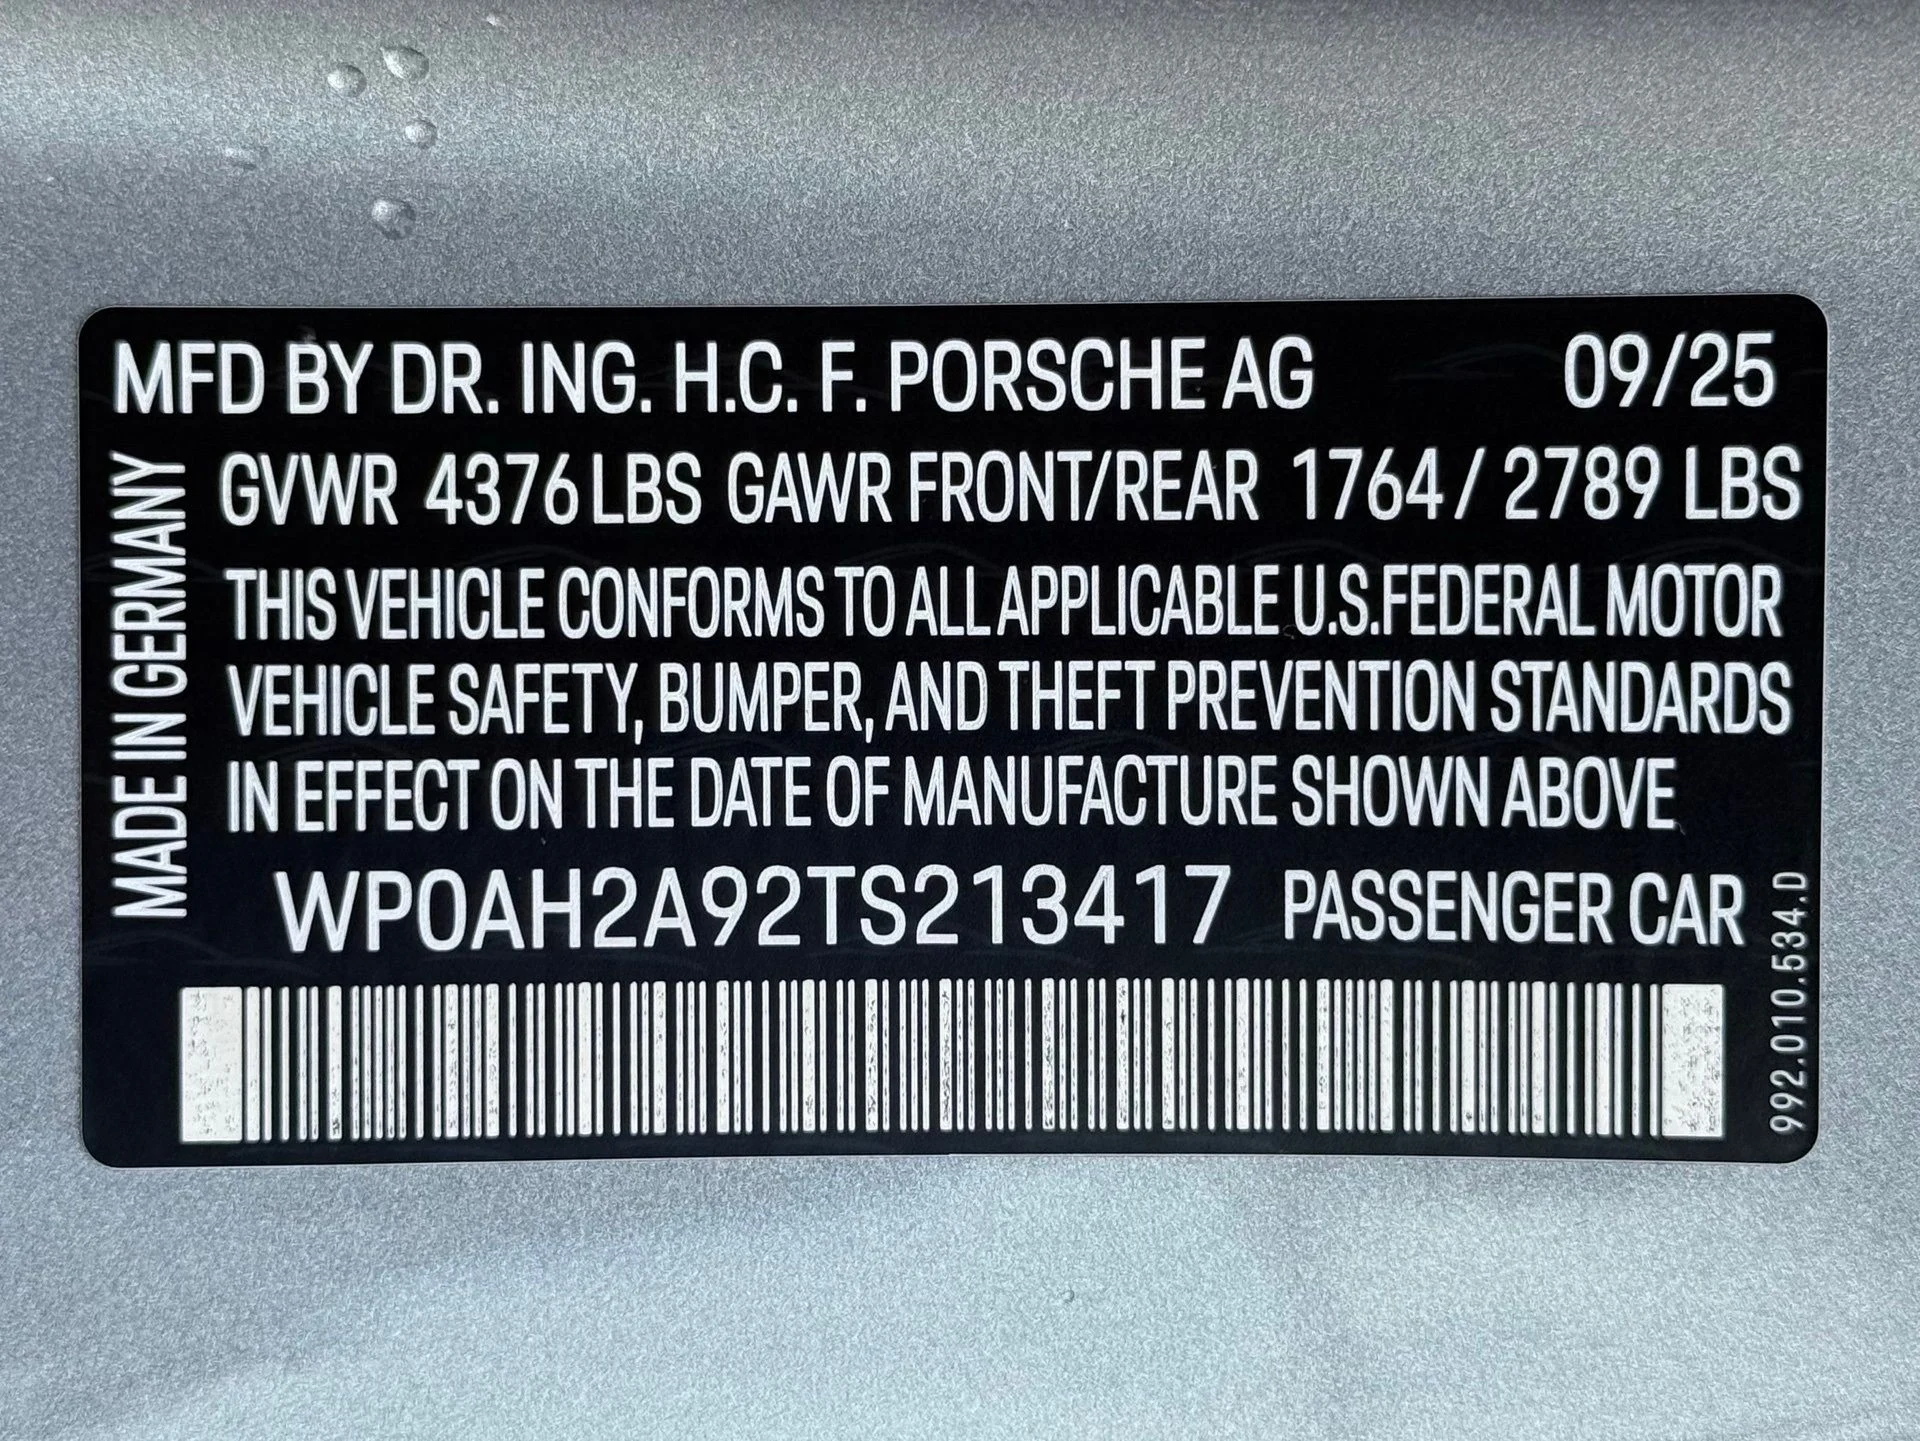 MFD BY DR. ING. H.C. F. PORSCHE AG 09/25
MADE IN GERMANY
GVWR 4376 LBS GAWR FRONT/REAR 1764 / 2789 LBS
THIS VEHICLE CONFORMS TO ALL APPLICABLE U.S.FEDERAL MOTOR
VEHICLE SAFETY, BUMPER, AND THEFT PREVENTION STANDARDS
IN EFFECT ON THE DATE OF MANUFACTURE SHOWN ABOVE
WP0AH2A92TS213417 PASSENGER CAR
992.010.534.D